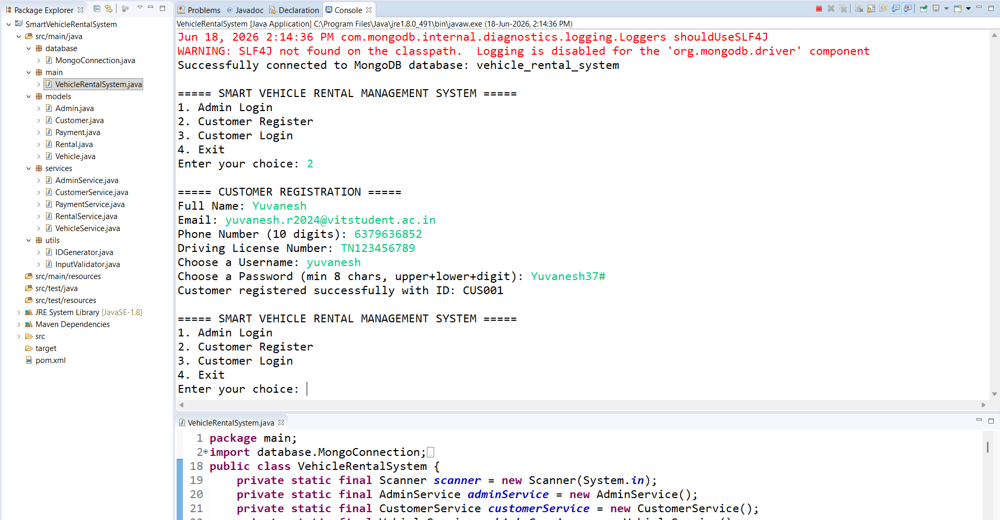 Package Explorer
SmartVehicleRentalSystem
src/main/java
database
MongoConnection.java
main
VehicleRentalSystem.java
models
Admin.java
Customer.java
Payment.java
Rental.java
Vehicle.java
services
AdminService.java
CustomerService.java
PaymentService.java
RentalService.java
VehicleService.java
utils
IDGenerator.java
InputValidator.java
src/main/resources
src/test/java
src/test/resources
JRE System Library [JavaSE-1.8]
Maven Dependencies
src
target
pom.xml
Problems @ Javadoc Declaration Console
VehicleRentalSystem [Java Application] C:\Program Files\Java\jre1.8.0_491\bin\javaw.exe (18-Jun-2026, 2:14:36 PM)
Jun 18, 2026 2:14:36 PM com.mongodb.internal.diagnostics.logging.Loggers shouldUseSLF4J
WARNING: SLF4J not found on the classpath.  Logging is disabled for the 'org.mongodb.driver' component
Successfully connected to MongoDB database: vehicle_rental_system
===== SMART VEHICLE RENTAL MANAGEMENT SYSTEM =====
1. Admin Login
2. Customer Register
3. Customer Login
4. Exit
Enter your choice: 2
===== CUSTOMER REGISTRATION =====
Full Name: Yuvanesh
Email: yuvanesh.r2024@vitstudent.ac.in
Phone Number (10 digits): 6379636852
Driving License Number: TN123456789
Choose a Username: yuvanesh
Choose a Password (min 8 chars, upper+lower+digit): Yuvanesh37#
Customer registered successfully with ID: CUS001
===== SMART VEHICLE RENTAL MANAGEMENT SYSTEM =====
1. Admin Login
2. Customer Register
3. Customer Login
4. Exit
Enter your choice:
VehicleRentalSystem.java
1 package main;
2 import database.MongoConnection;
18 public class VehicleRentalSystem {
19 private static final Scanner scanner = new Scanner(System.in);
20 private static final AdminService adminService = new AdminService();
21 private static final CustomerService customerService = new CustomerService();